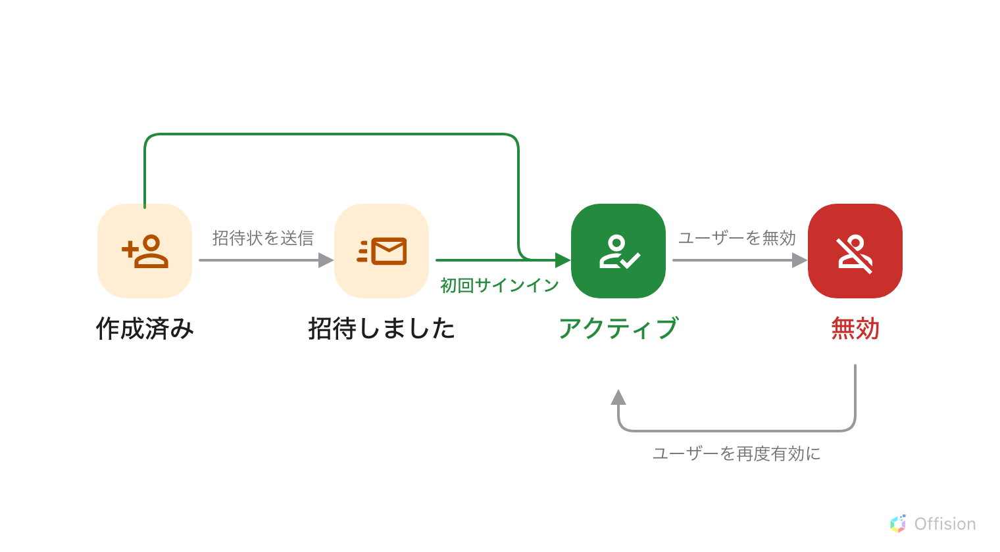 招待状を送信
ユーザーを無効
初回サインイン
作成済み
招待しました
アクティブ
無効
ユーザーを再度有効に
Offision